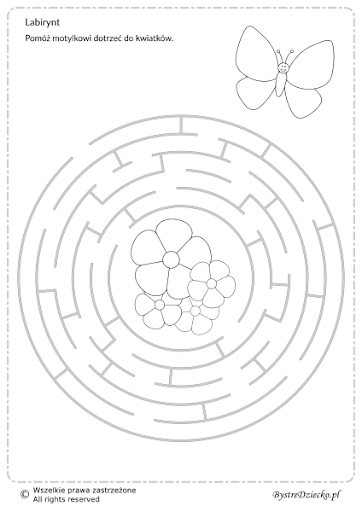 Labirynt
Pomóż motylkowi dotrzeć do kwiatków.
© Wszelkie prawa zastrzeżone
All rights reserved
BystreDziecko.pl